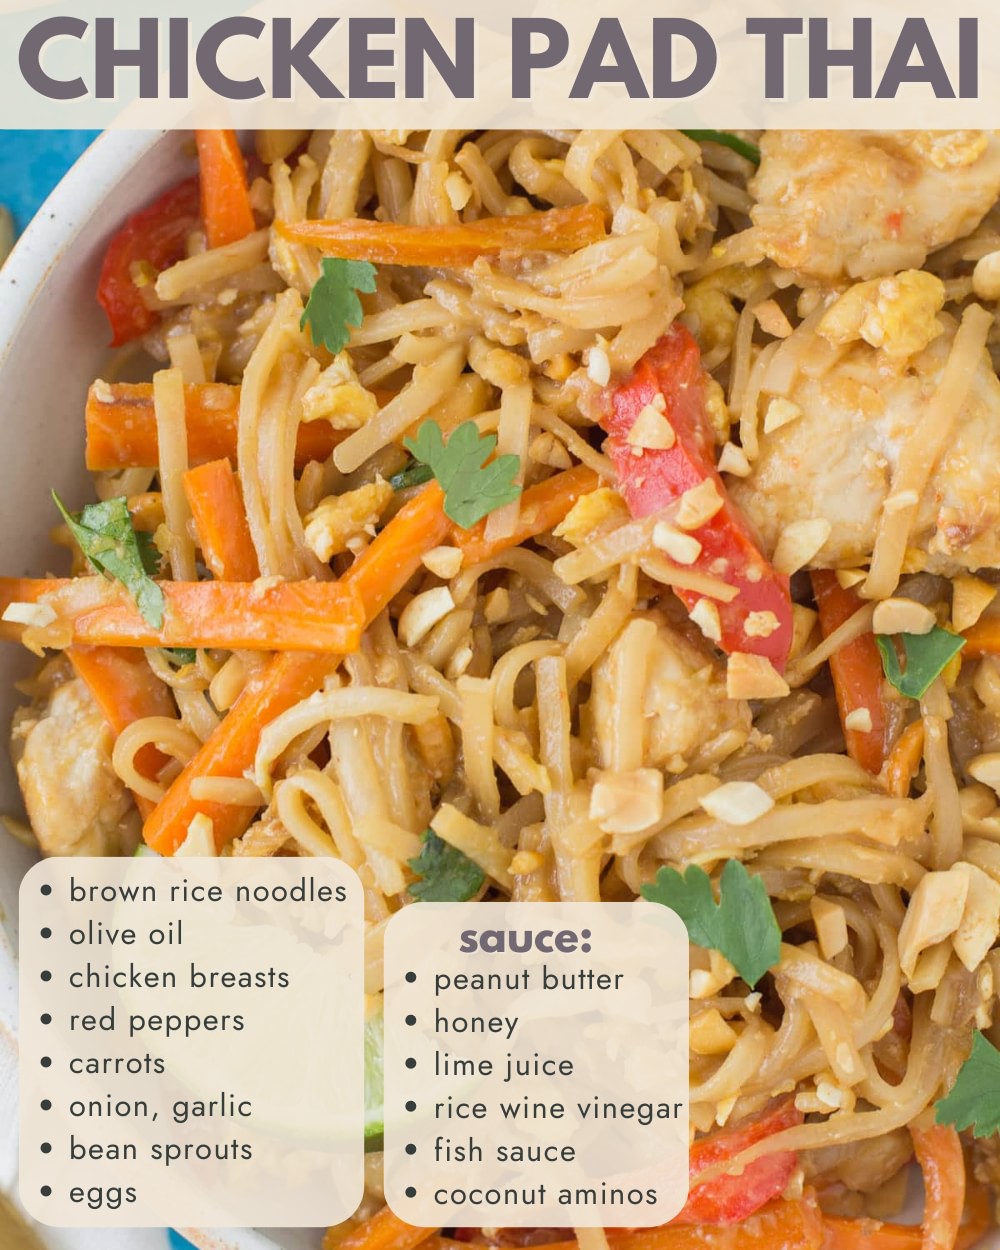 CHICKEN PAD THAI
• brown rice noodles
• olive oil
• chicken breasts
• red peppers
• carrots
• onion, garlic
• bean sprouts
• eggs
sauce:
• peanut butter
• honey
• lime juice
• rice wine vinegar
• fish sauce
• coconut aminos